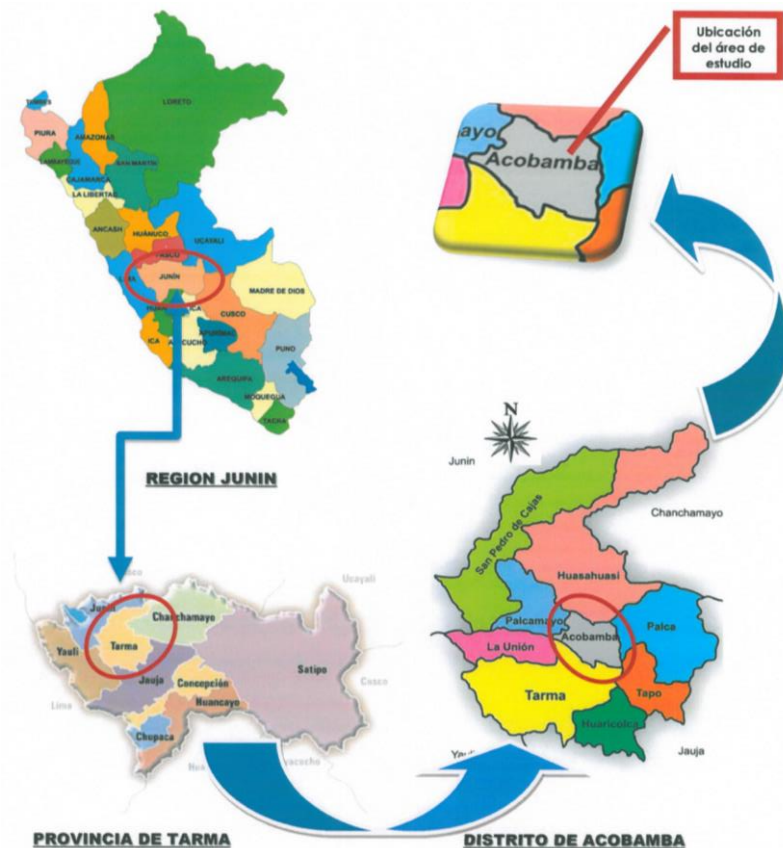 Ubicación
del área de
estudio
LORETO
TUMBES
PIURA
AMAZONAS
LAMBAYEQUE
SAN MARTIN
CAJAMARCA
LA LIBERTAD
ANCASH
HUÁNUCO
UCAYALI
PASCO
JUNÍN
MADRE DE DIOS
CUSCO
ICA
APURIMAC
PUNO
AREQUIPA
MOQUEGUA
TACNA
ayo
Acobamba
REGION JUNIN
N
Junin
Chanchamayo
San Pedro de Cajas
Huasahuasi
Palcamayo
Acobamba
Palca
La Unión
Tarma
Tapo
Huaricolca
Jauja
Ucayali
Junín
Chanchamayo
Tarma
Yauli
Satipo
Jauja
Concepción
Cusco
Lima
Huancayo
Chupaca
PROVINCIA DE TARMA
DISTRITO DE ACOBAMBA